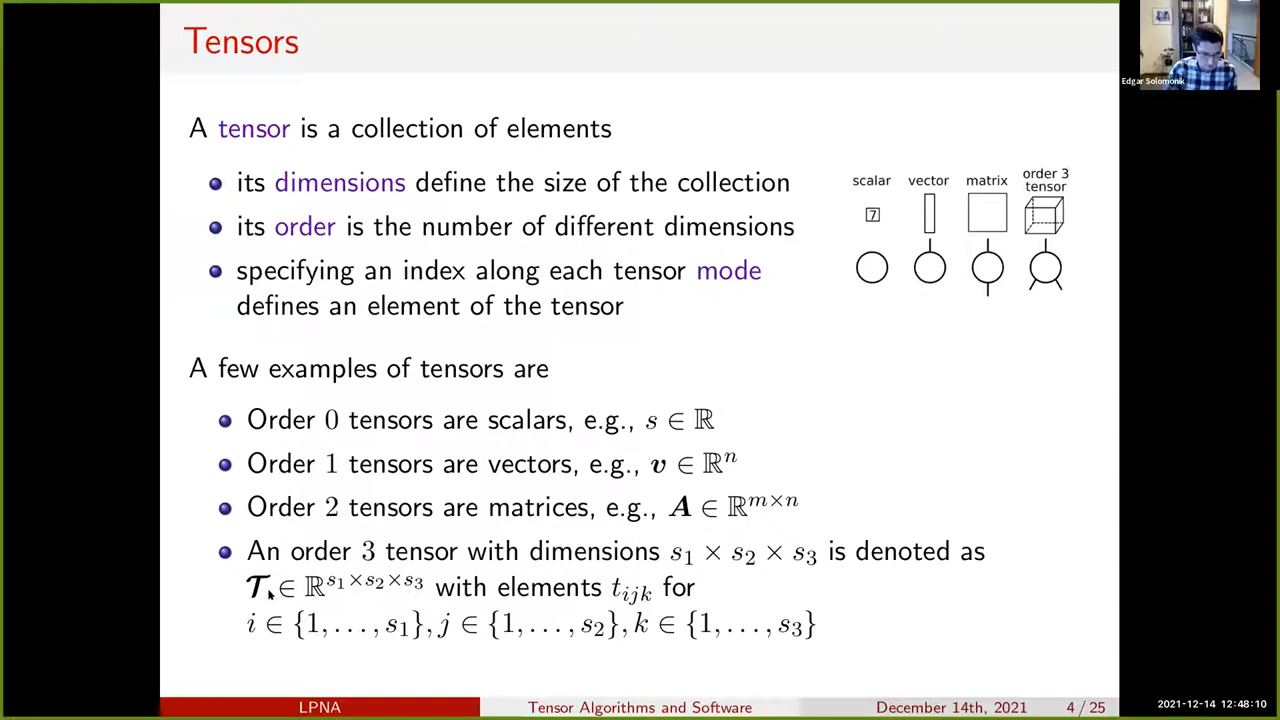 Tensors
Edgar Solomonik
A tensor is a collection of elements
its dimensions define the size of the collection
its order is the number of different dimensions
specifying an index along each tensor mode
defines an element of the tensor
scalar vector matrix order 3 tensor
7
A few examples of tensors are
Order 0 tensors are scalars, e.g., s ∈ ℝ
Order 1 tensors are vectors, e.g., 𝒗 ∈ ℝⁿ
Order 2 tensors are matrices, e.g., 𝑨 ∈ ℝ^{m×n}
An order 3 tensor with dimensions s₁ × s₂ × s₃ is denoted as
𝓣 ∈ ℝ^{s₁×s₂×s₃} with elements t_{ijk} for
i ∈ {1, . . . , s₁}, j ∈ {1, . . . , s₂}, k ∈ {1, . . . , s₃}
LPNA Tensor Algorithms and Software December 14th, 2021 4 / 25
2021-12-14 12:48:10